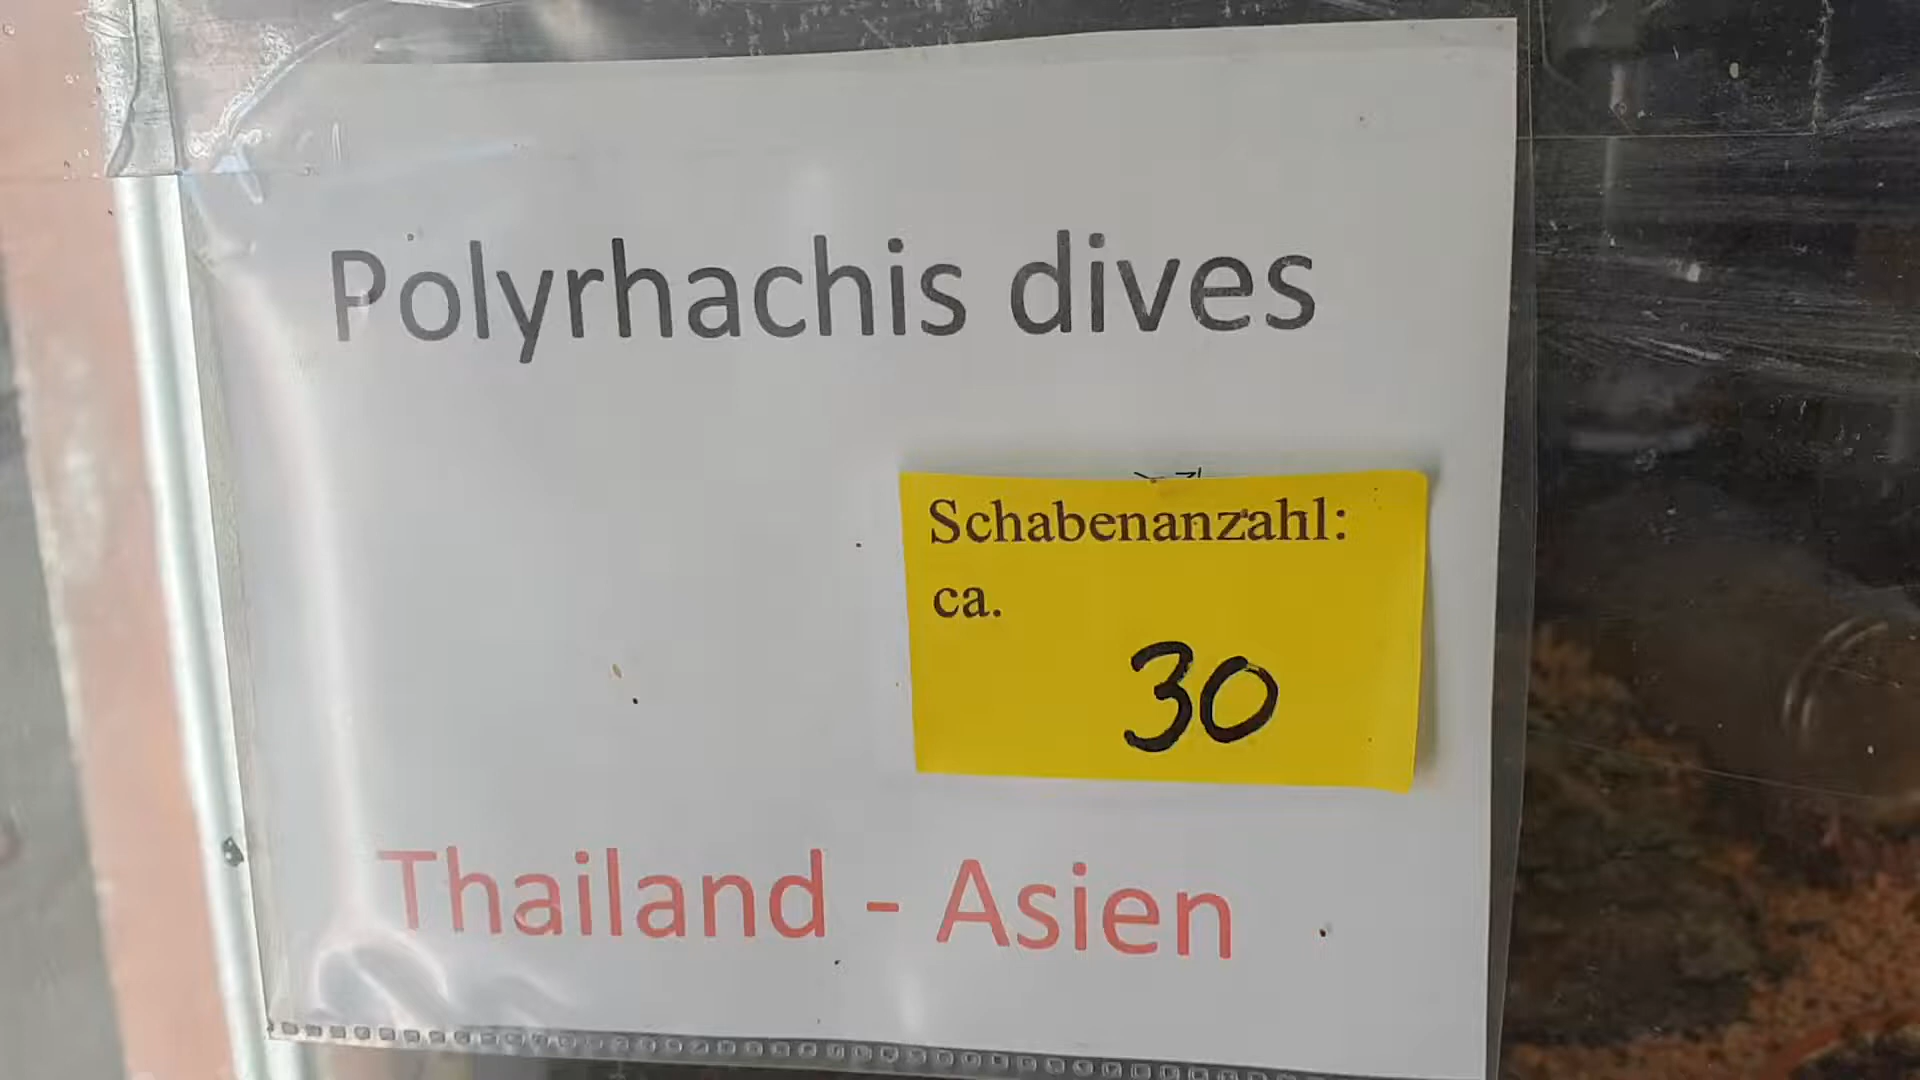 Polyrhachis dives
Schabenanzahl:
ca.
30
Thailand - Asien